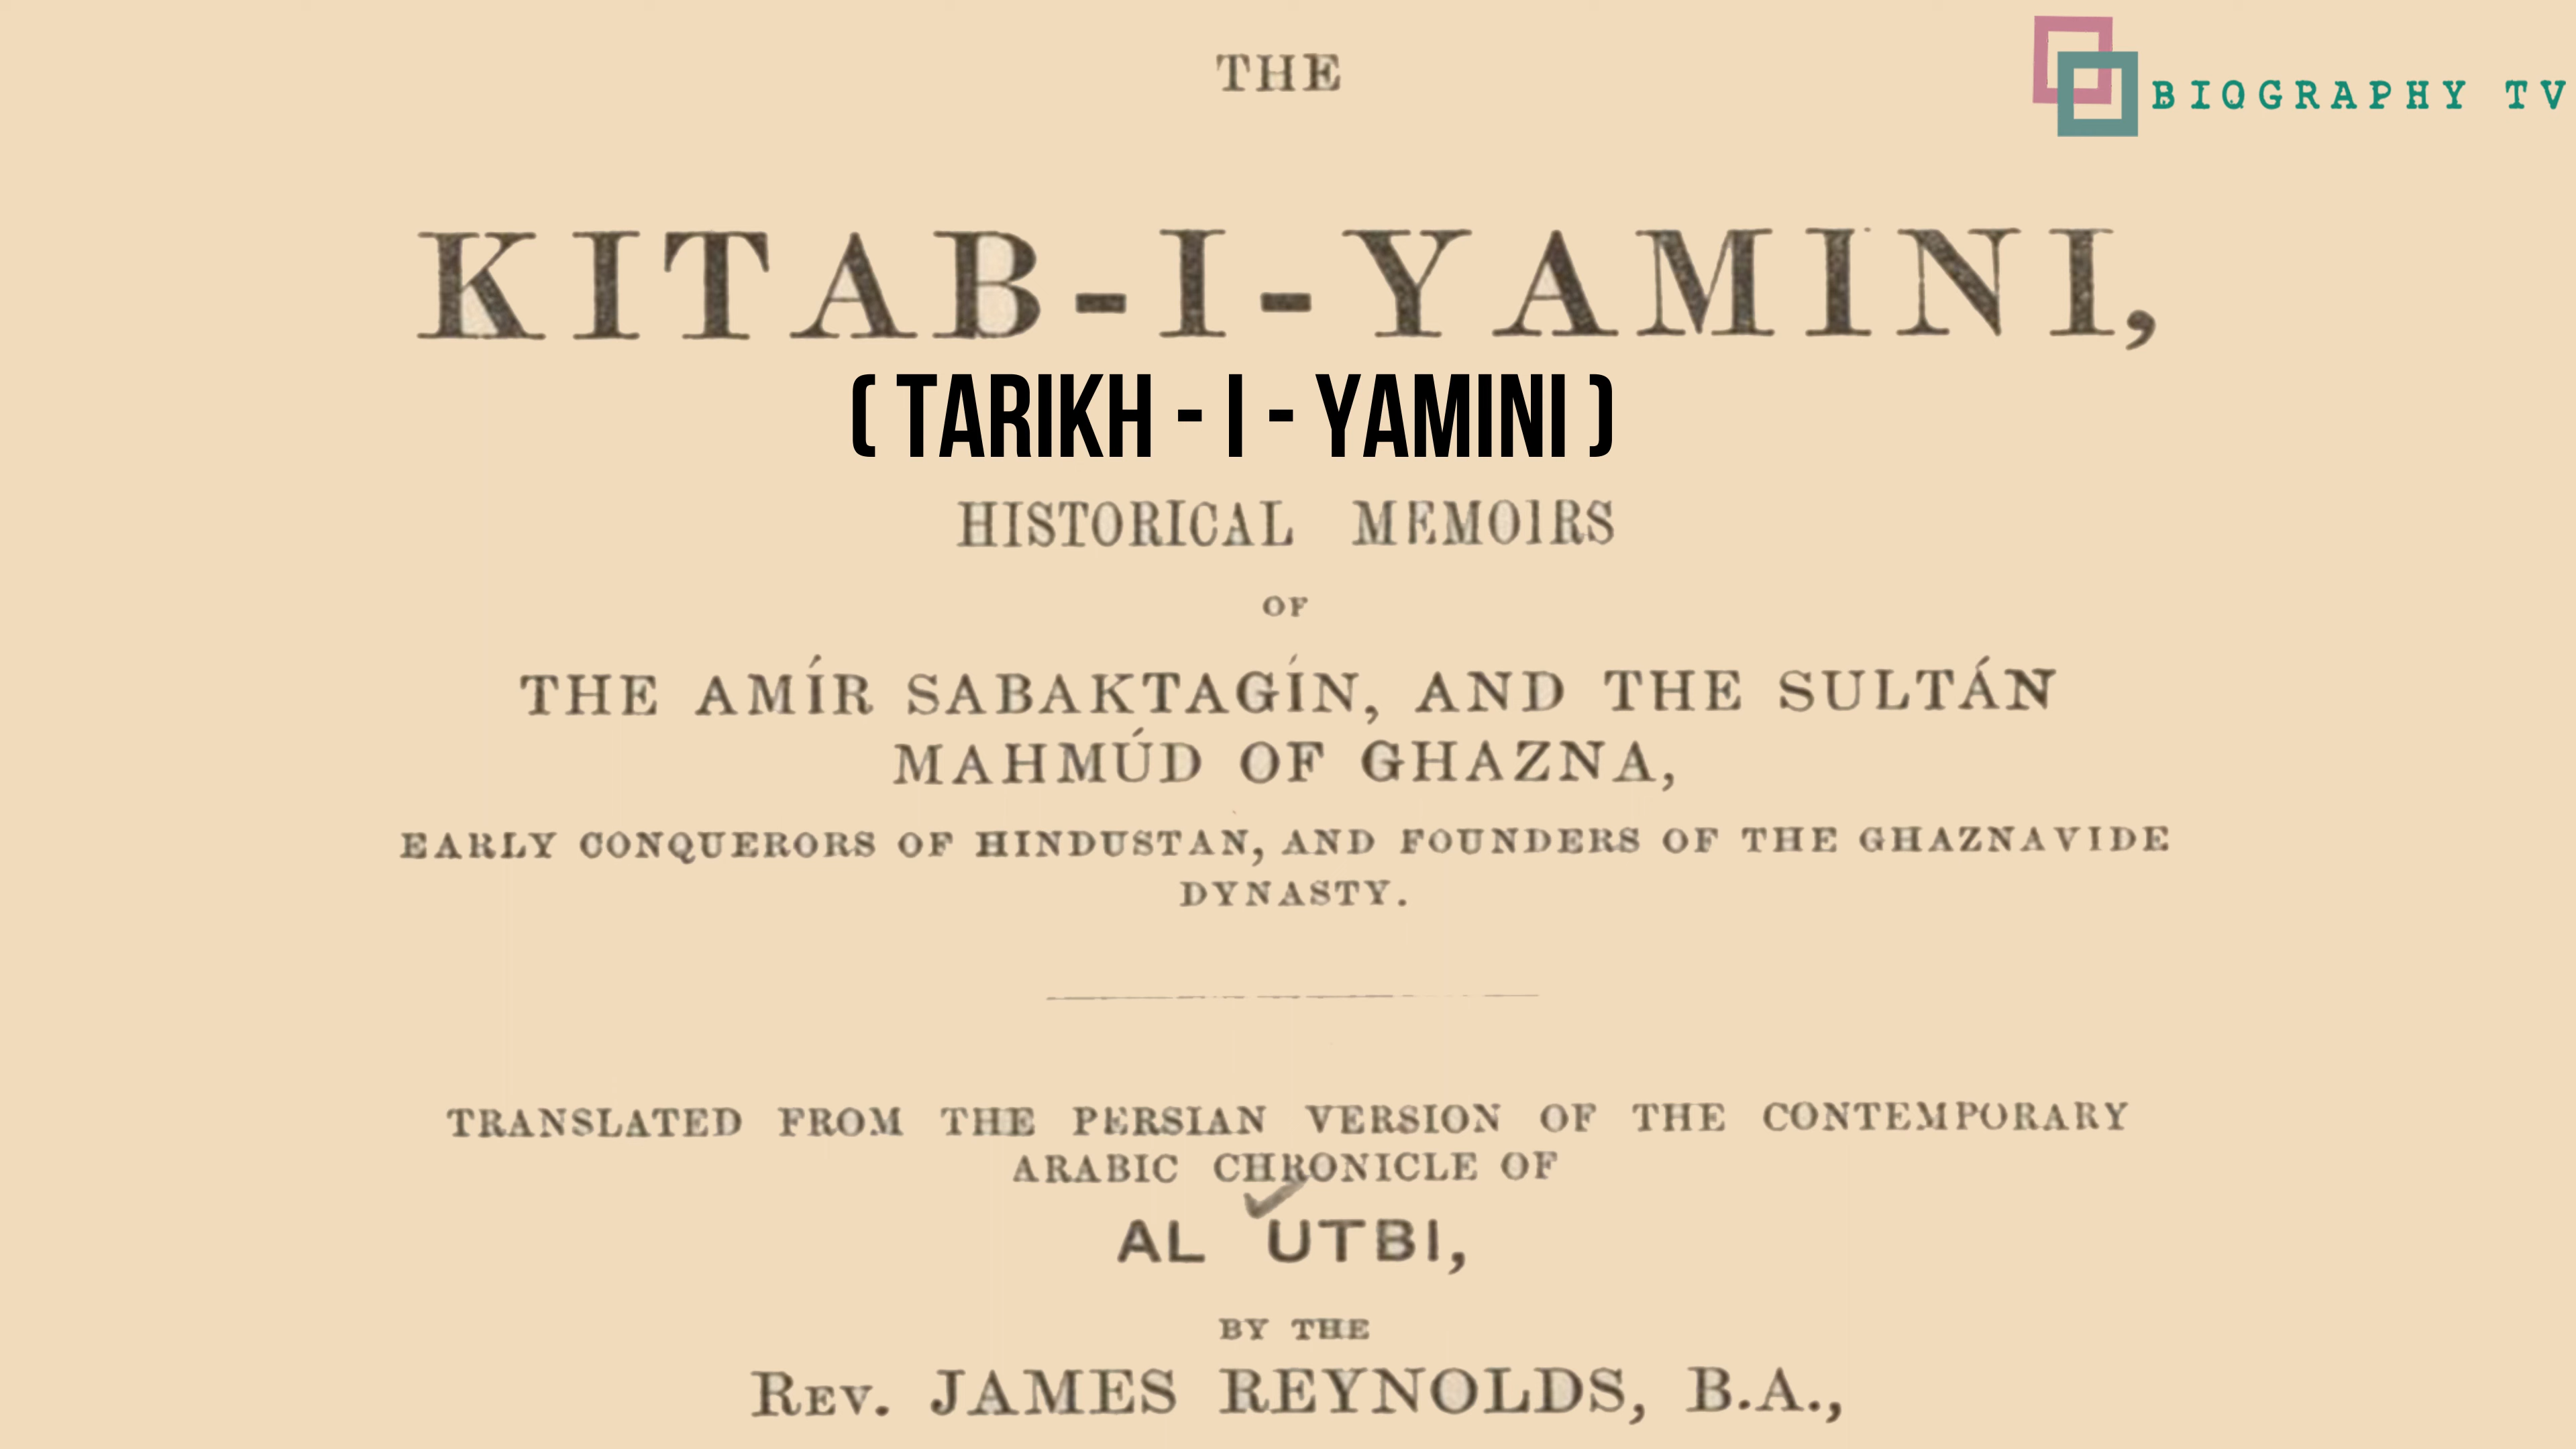 THE
BIOGRAPHY TV
KITAB-I-YAMINI,
( TARIKH - I - YAMINI )
HISTORICAL MEMOIRS
OF
THE AMÍR SABAKTAGÍN, AND THE SULTÁN
MAHMÚD OF GHAZNA,
EARLY CONQUERORS OF HINDUSTAN, AND FOUNDERS OF THE GHAZNAVIDE
DYNASTY.
TRANSLATED FROM THE PERSIAN VERSION OF THE CONTEMPORARY
ARABIC CHRONICLE OF
AL UTBI,
BY THE
REV. JAMES REYNOLDS, B.A.,